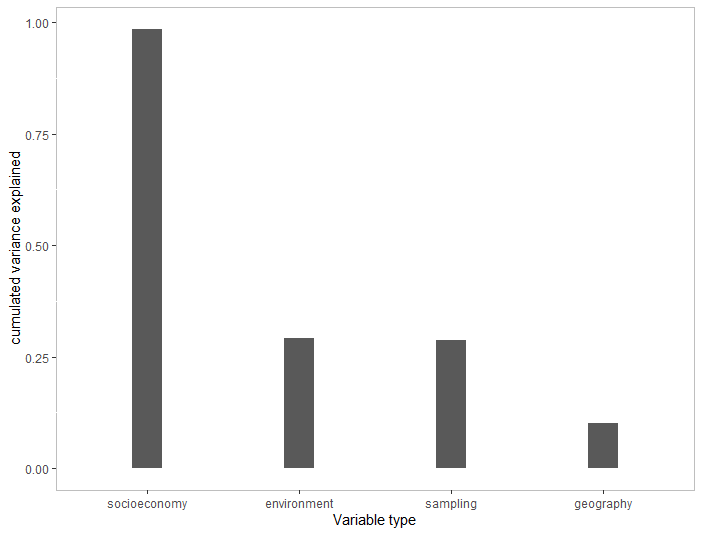 cumulated variance explained
1.00
0.75
0.50
0.25
0.00
socioeconomy environment sampling geography
Variable type